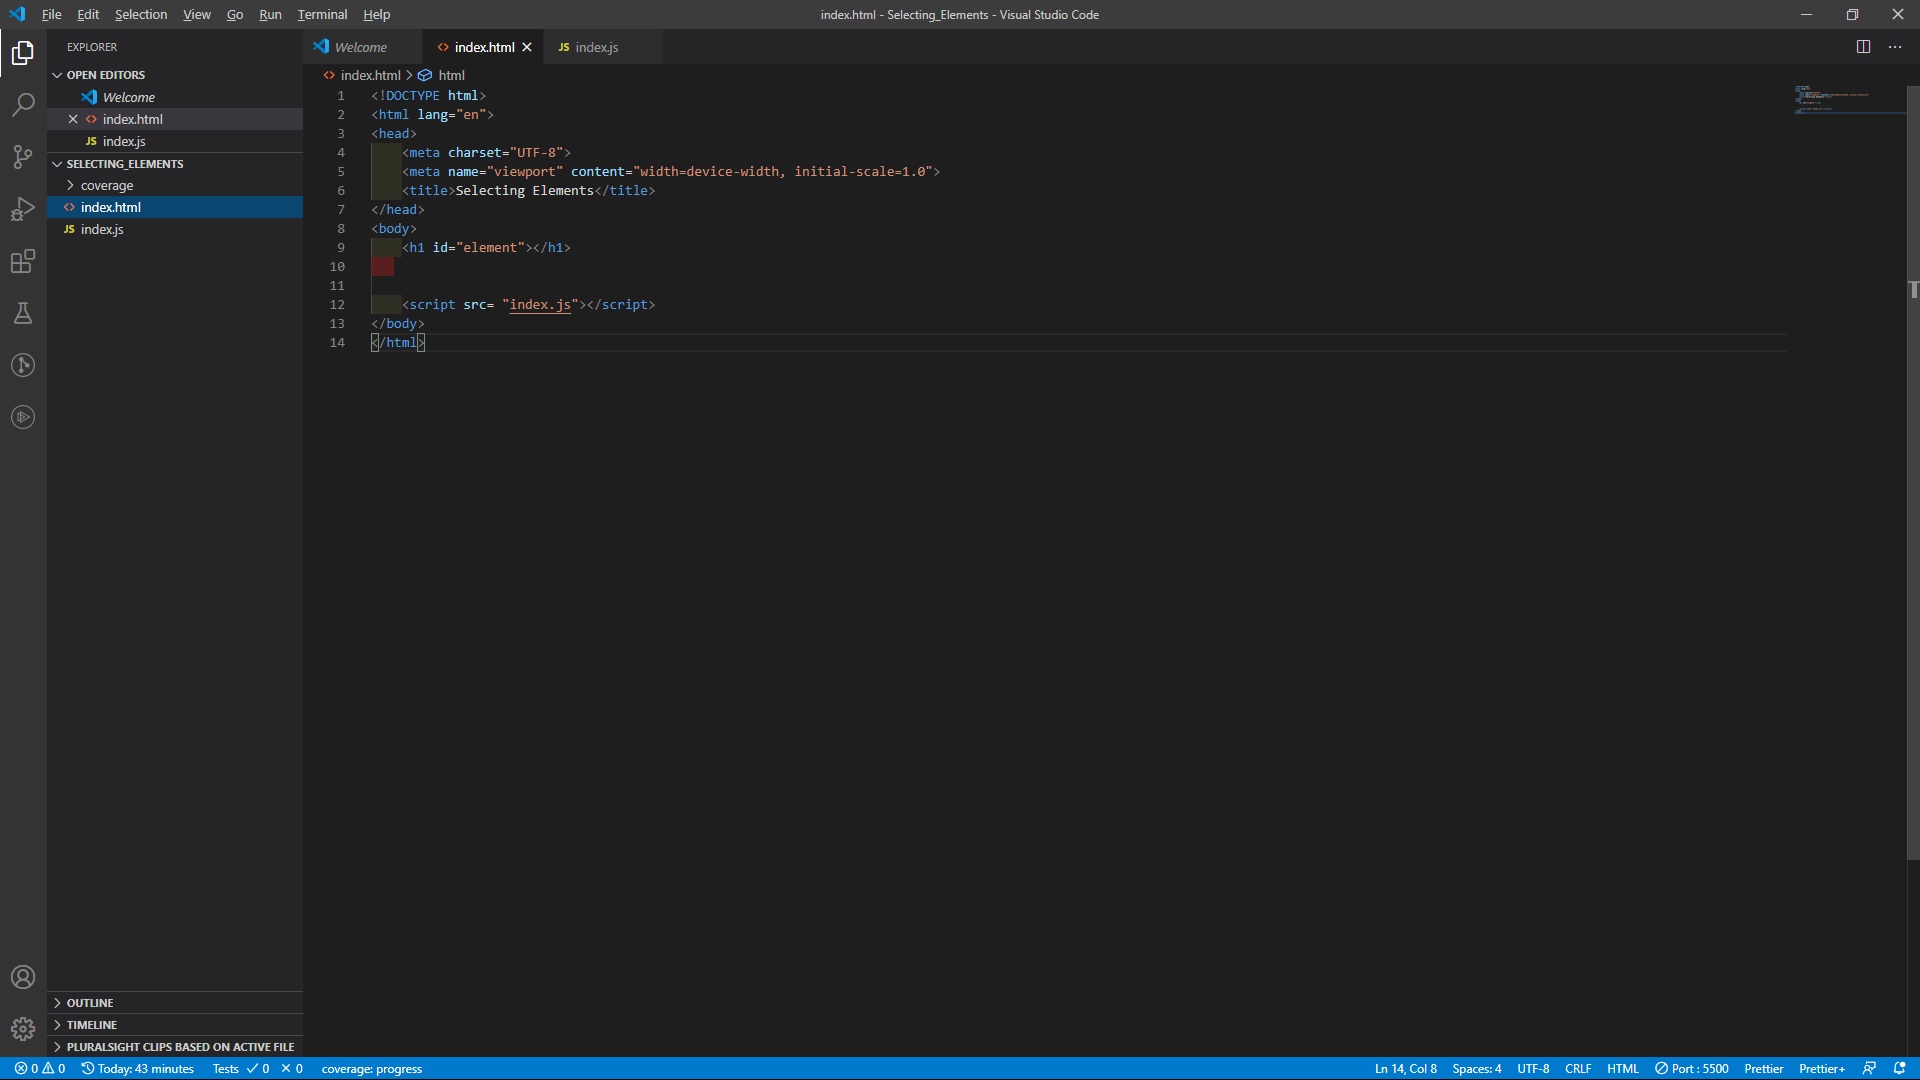 File Edit Selection View Go Run Terminal Help
index.html - Selecting_Elements - Visual Studio Code
EXPLORER
OPEN EDITORS
Welcome
index.html
JS index.js
SELECTING_ELEMENTS
coverage
index.html
JS index.js
OUTLINE
TIMELINE
PLURALSIGHT CLIPS BASED ON ACTIVE FILE
Welcome index.html JS index.js
index.html > html
1 <!DOCTYPE html>
2 <html lang="en">
3 <head>
4 <meta charset="UTF-8">
5 <meta name="viewport" content="width=device-width, initial-scale=1.0">
6 <title>Selecting Elements</title>
7 </head>
8 <body>
9 <h1 id="element"></h1>
10
11
12 <script src= "index.js"></script>
13 </body>
14 </html>
0 0 Today: 43 minutes Tests 0 0 coverage: progress
Ln 14, Col 8 Spaces: 4 UTF-8 CRLF HTML Port : 5500 Prettier Prettier+